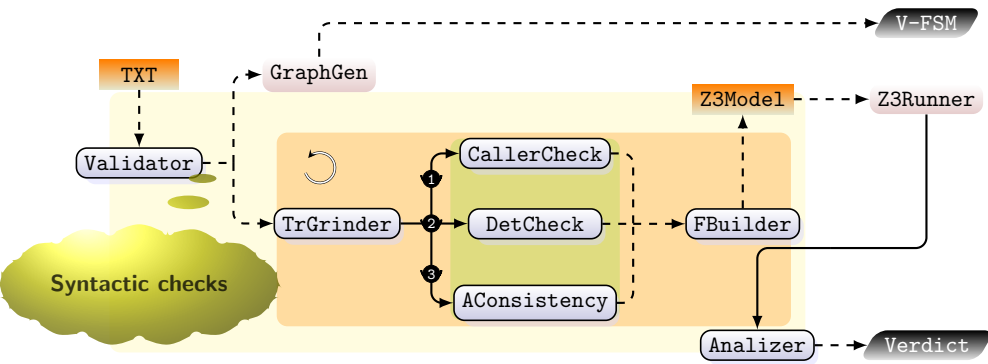 V-FSM
TXT
GraphGen
Z3Model
Z3Runner
Validator
CallerCheck
1
TrGrinder
2
DetCheck
FBuilder
3
Syntactic checks
AConsistency
Analizer
Verdict